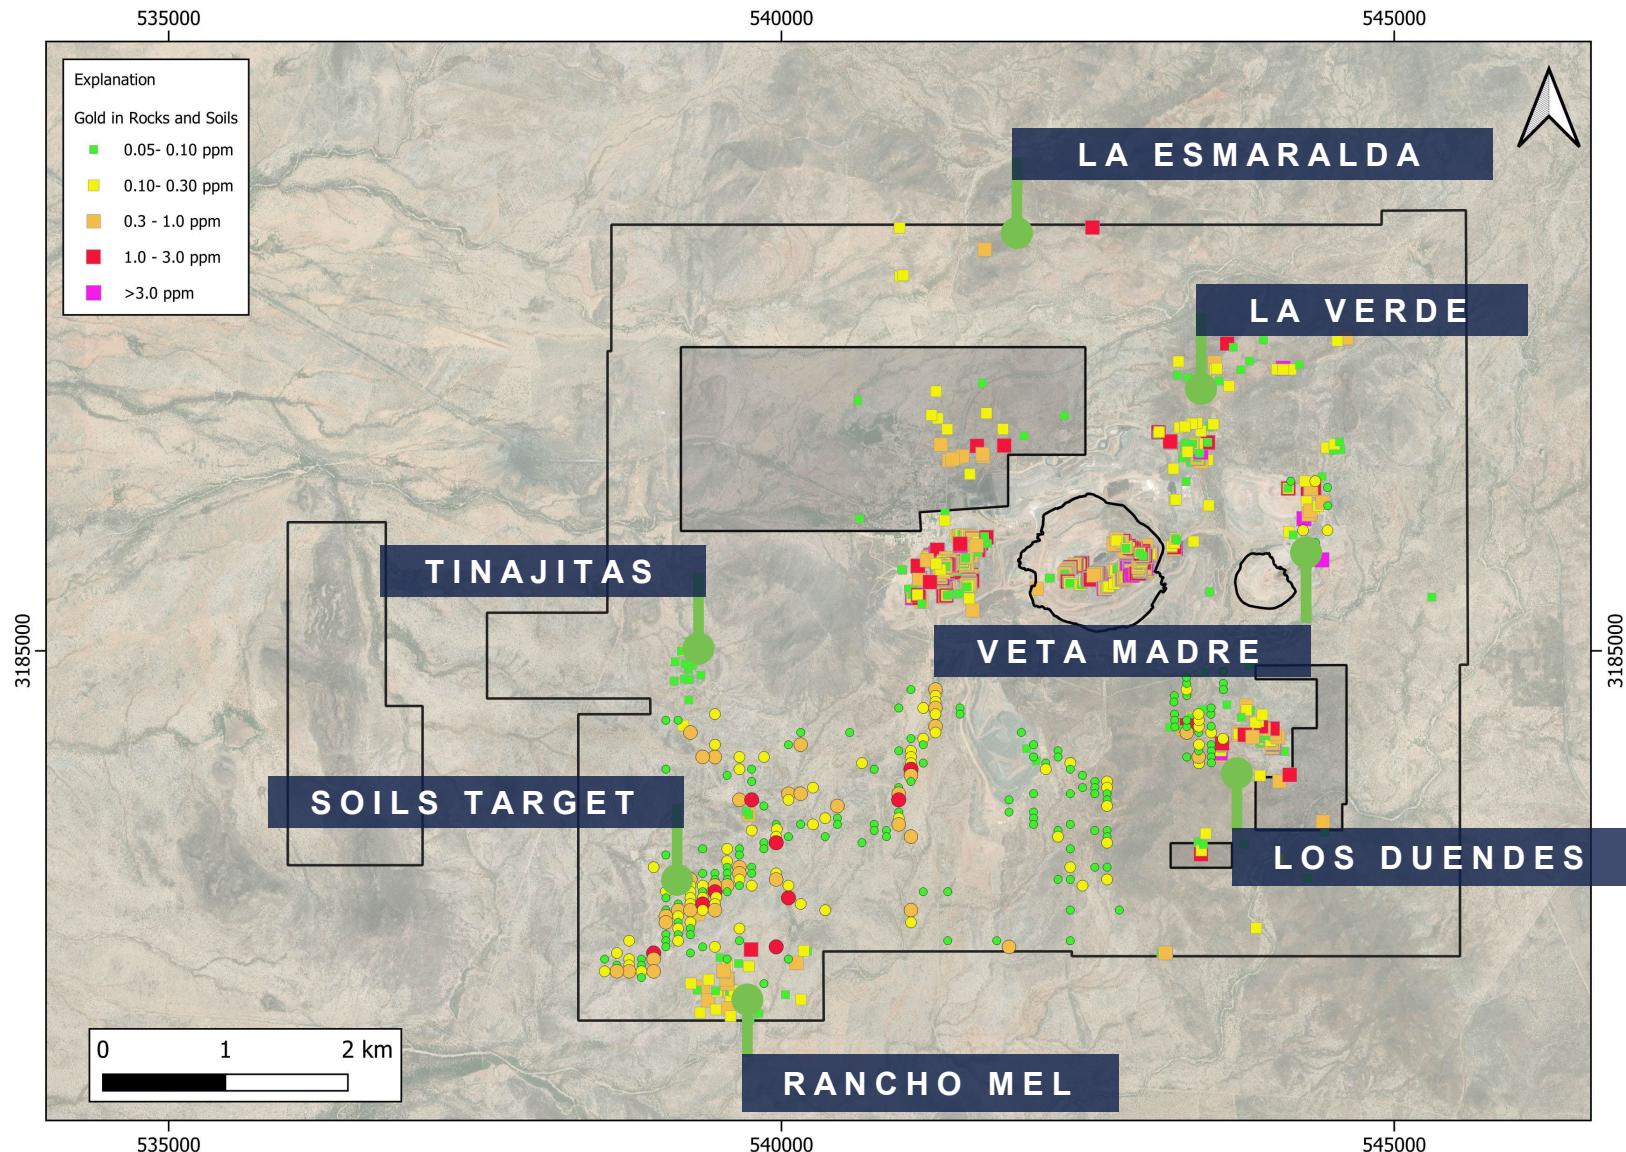 535000
540000
545000
Explanation
Gold in Rocks and Soils
0.05- 0.10 ppm
0.10- 0.30 ppm
0.3 - 1.0 ppm
1.0 - 3.0 ppm
>3.0 ppm
LA ESMARALDA
LA VERDE
TINAJITAS
3185000
3185000
VETA MADRE
SOILS TARGET
LOS DUENDES
0 1 2 km
RANCHO MEL
535000
540000
545000